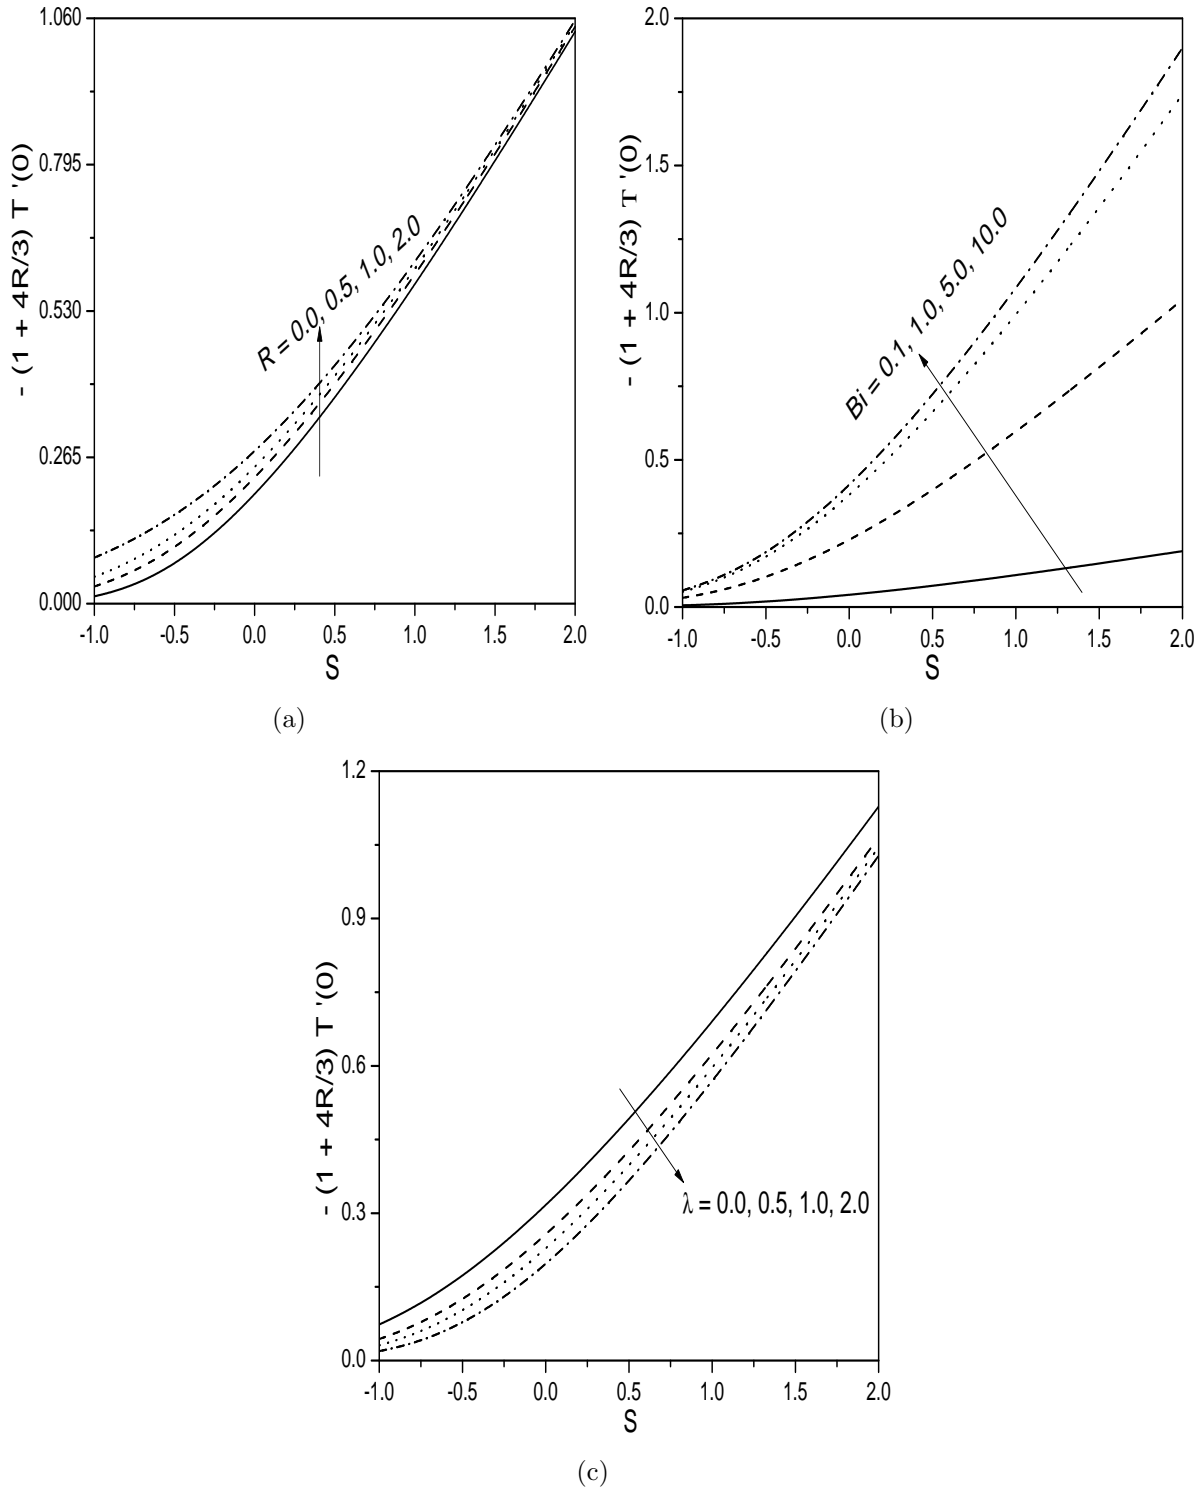 1.060
0.795
0.530
0.265
0.000
- (1 + 4R/3) T '(0)
R = 0.0, 0.5, 1.0, 2.0
-1.0 -0.5 0.0 0.5 1.0 1.5 2.0
S
(a)
2.0
1.5
1.0
0.5
0.0
- (1 + 4R/3) T '(0)
Bi = 0.1, 1.0, 5.0, 10.0
-1.0 -0.5 0.0 0.5 1.0 1.5 2.0
S
(b)
1.2
0.9
0.6
0.3
0.0
- (1 + 4R/3) T '(0)
λ = 0.0, 0.5, 1.0, 2.0
-1.0 -0.5 0.0 0.5 1.0 1.5 2.0
S
(c)